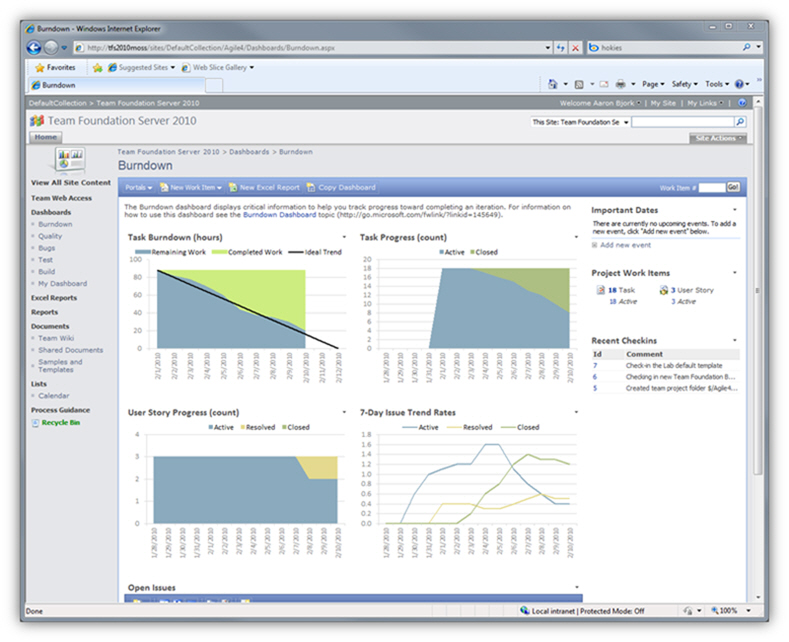 Burndown - Windows Internet Explorer
http://tfs2010moss/sites/DefaultCollection/Agile4/Dashboards/Burndown.aspx
hokies
Favorites Suggested Sites Web Slice Gallery
Burndown
Page Safety Tools
DefaultCollection > Team Foundation Server 2010
Welcome Aaron Bjork | My Site | My Links
Team Foundation Server 2010
This Site: Team Foundation Se
Home
Site Actions
Team Foundation Server 2010 > Dashboards > Burndown
Burndown
View All Site Content
Team Web Access
Dashboards
Burndown
Quality
Bugs
Test
Build
My Dashboard
Excel Reports
Reports
Documents
Team Wiki
Shared Documents
Samples and
Templates
Lists
Calendar
Process Guidance
Recycle Bin
Portals New Work Item New Excel Report Copy Dashboard
Work Item # Go!
The Burndown dashboard displays critical information to help you track progress toward completing an iteration. For information
on how to use this dashboard see the Burndown Dashboard topic (http://go.microsoft.com/fwlink/?linkid=145649).
Task Burndown (hours)
Remaining Work Completed Work Ideal Trend
100
80
60
40
20
0
2/1/2010 2/2/2010 2/3/2010 2/4/2010 2/5/2010 2/6/2010 2/7/2010 2/8/2010 2/9/2010 2/10/2010 2/11/2010 2/12/2010
Task Progress (count)
Active Closed
20
18
16
14
12
10
8
6
4
2
0
1/28/2010 1/29/2010 1/30/2010 1/31/2010 2/1/2010 2/2/2010 2/3/2010 2/4/2010 2/5/2010 2/6/2010 2/7/2010 2/8/2010 2/9/2010 2/10/2010
User Story Progress (count)
Active Resolved Closed
4
3
2
1
0
1/28/2010 1/29/2010 1/30/2010 1/31/2010 2/1/2010 2/2/2010 2/3/2010 2/4/2010 2/5/2010 2/6/2010 2/7/2010 2/8/2010 2/9/2010 2/10/2010
7-Day Issue Trend Rates
Active Resolved Closed
1.8
1.6
1.4
1.2
1.0
0.8
0.6
0.4
0.2
0.0
1/28/2010 1/29/2010 1/30/2010 1/31/2010 2/1/2010 2/2/2010 2/3/2010 2/4/2010 2/5/2010 2/6/2010 2/7/2010 2/8/2010 2/9/2010 2/10/2010
Open Issues
Important Dates
There are currently no upcoming events. To add a
new event, click "Add new event" below.
Add new event
Project Work Items
18 Task 3 User Story
18 Active 3 Active
Recent Checkins
Id Comment
7 Check-in the Lab default template
6 Checking in new Team Foundation B...
5 Created team project folder $/Agile4...
Done
Local intranet | Protected Mode: Off
100%